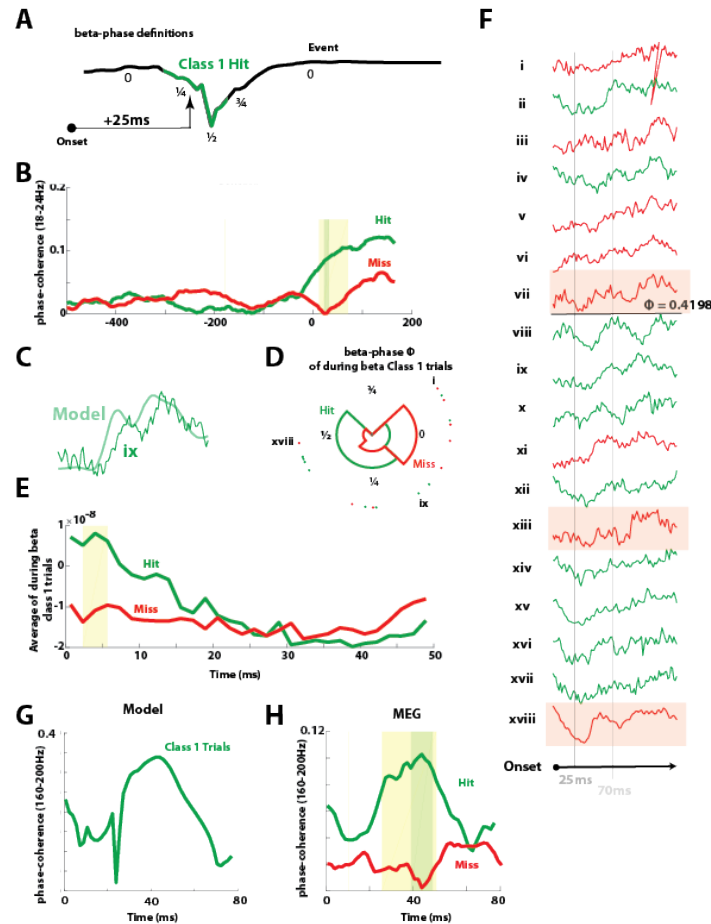 A
beta-phase definitions
Event
Class 1 Hit
0
0
¼
¾
+25ms
½
Onset
B
0.2
phase-coherence (18-24Hz)
Hit
0.1
Miss
0
-400
-200
0
200
C
Model
ix
D
beta-phase Φ
of during beta Class 1 trials
¾
i
Hit
½
0
xviii
Miss
¼
ix
E
1×10⁻⁸
Hit
Average of during beta
class 1 trials
0
-1
Miss
-2
0
10
20
30
40
50
Time (ms)
F
i
ii
iii
iv
v
vi
vii
Φ = 0.4198
viii
ix
x
xi
xii
xiii
xiv
xv
xvi
xvii
xviii
Onset
25ms
70ms
G
Model
0.4
Class 1 Trials
phase-coherence (160-200Hz)
0
40
80
Time (ms)
H
MEG
0.12
phase-coherence (160-200Hz)
Hit
Miss
0
0
40
80
Time (ms)